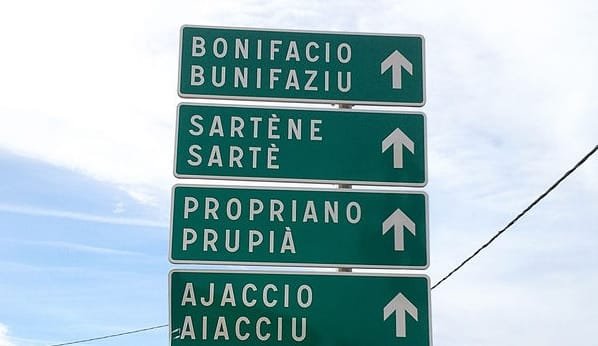 BONIFACIO
BUNIFAZIU
SARTÈNE
SARTÈ
PROPRIANO
PRUPIÀ
AJACCIO
AIACCIU